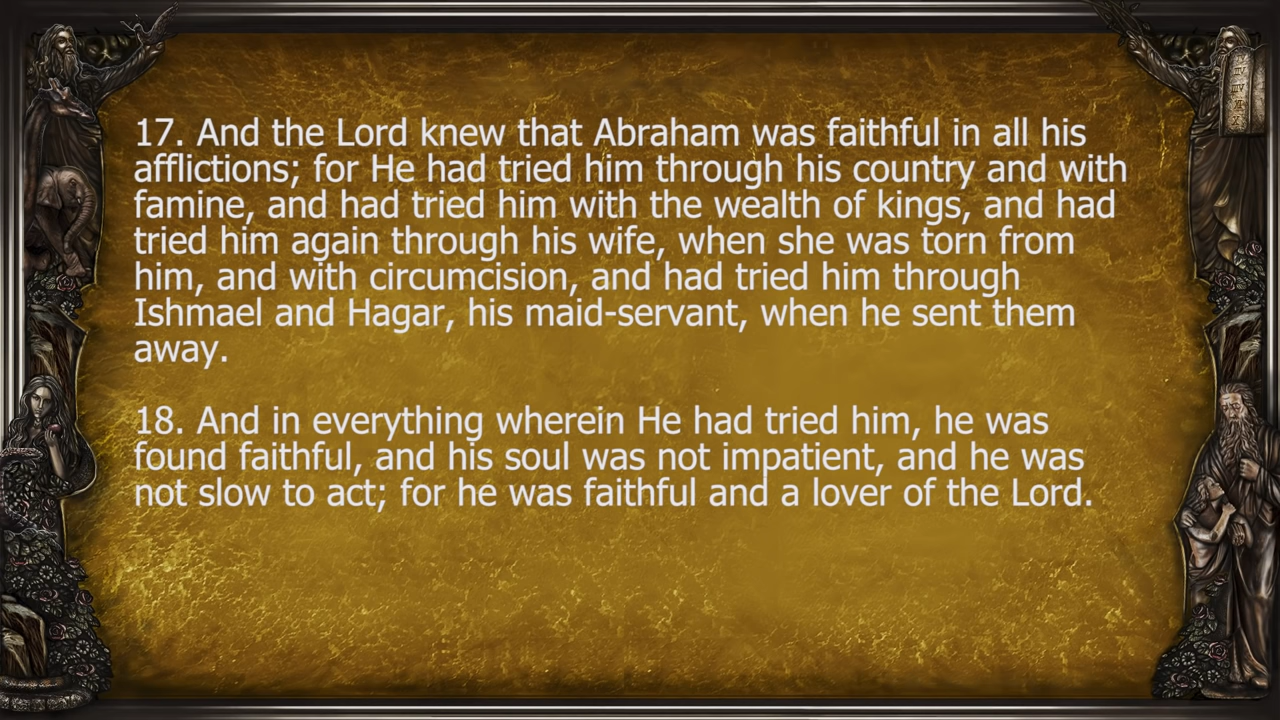 17. And the Lord knew that Abraham was faithful in all his
afflictions; for He had tried him through his country and with
famine, and had tried him with the wealth of kings, and had
tried him again through his wife, when she was torn from
him, and with circumcision, and had tried him through
Ishmael and Hagar, his maid-servant, when he sent them
away.
18. And in everything wherein He had tried him, he was
found faithful, and his soul was not impatient, and he was
not slow to act; for he was faithful and a lover of the Lord.